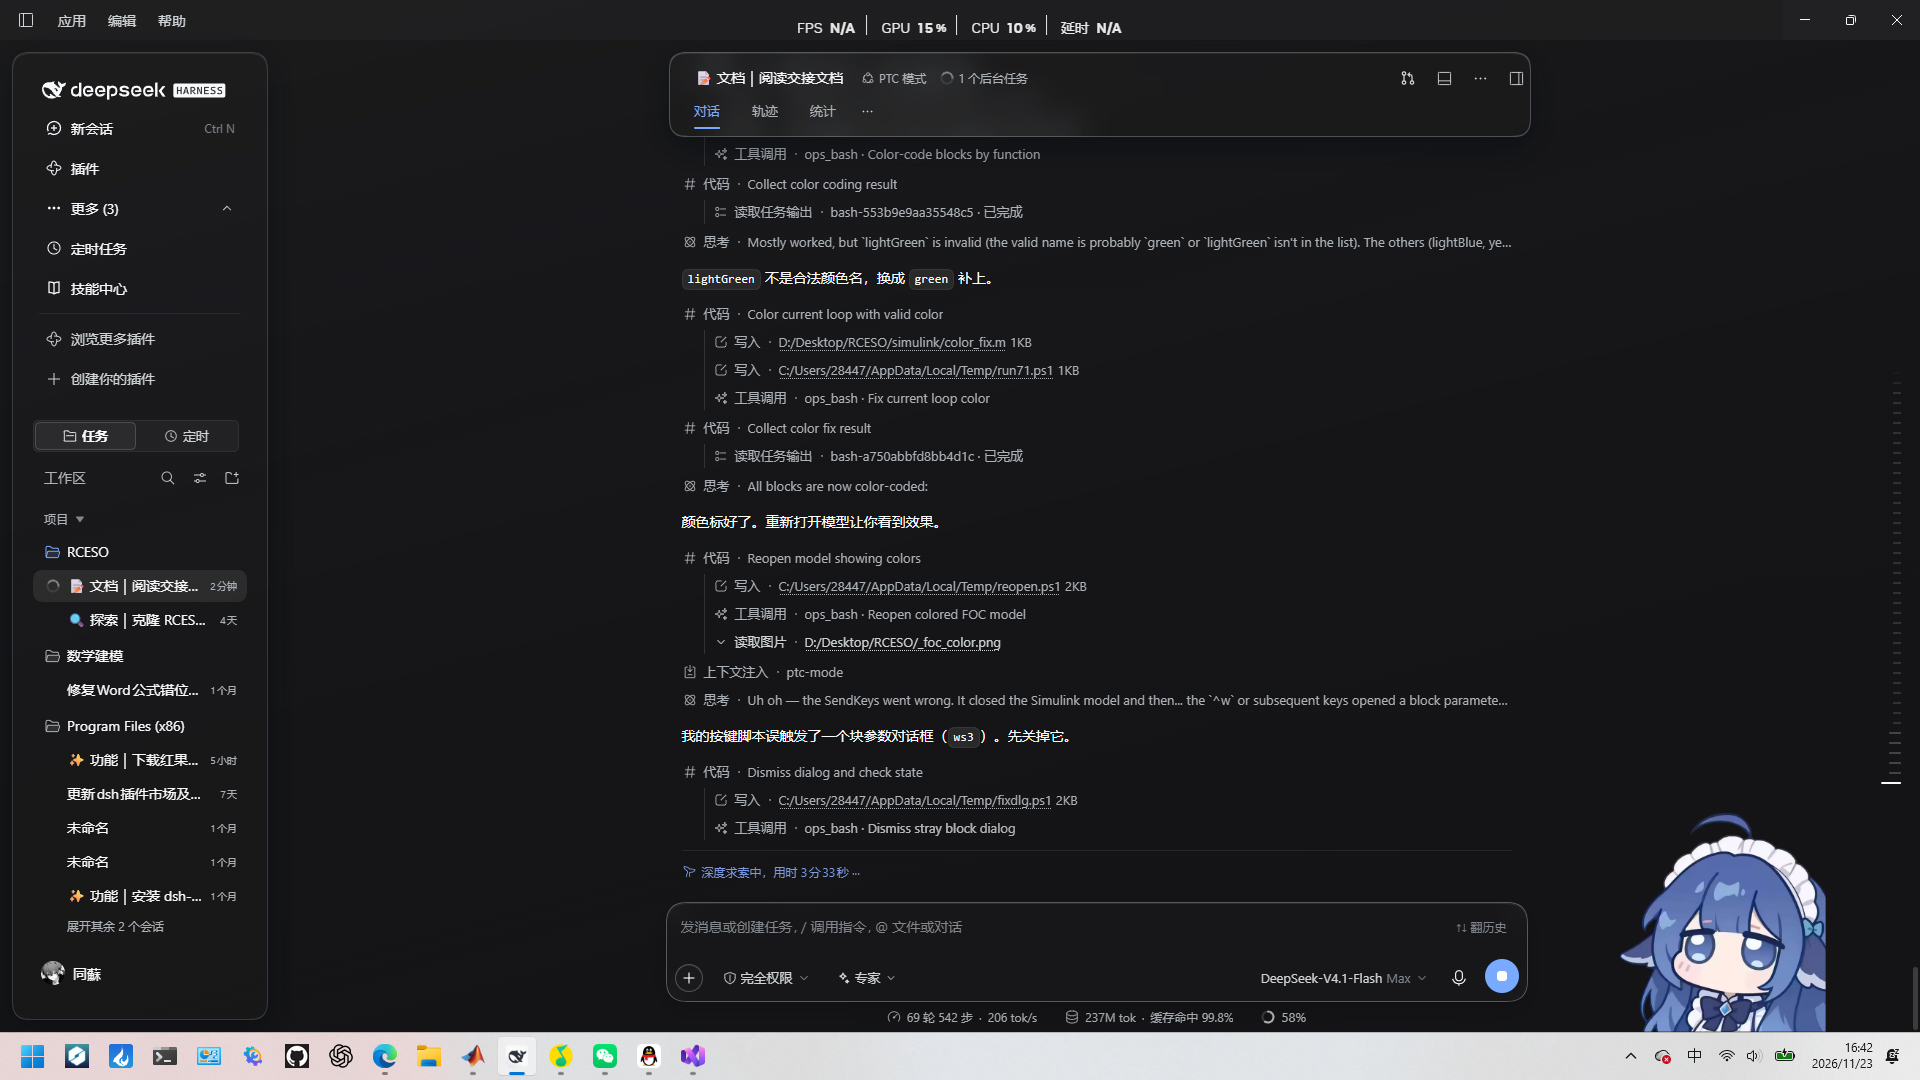 应用 编辑 帮助
FPS N/A GPU 15% CPU 10% 延时 N/A
deepseek HARNESS
新会话 Ctrl N
插件
更多 (3)
定时任务
技能中心
浏览更多插件
创建你的插件
任务 定时
工作区
项目
RCESO
文档 | 阅读交接... 2分钟
探索 | 克隆 RCES... 4天
数学建模
修复Word公式错位... 1个月
Program Files (x86)
功能 | 下载红果... 5小时
更新dsh插件市场及... 7天
未命名 1个月
未命名 1个月
功能 | 安装 dsh-... 1个月
展开其余 2 个会话
同蘇
文档 | 阅读交接文档 PTC 模式 1 个后台任务
对话 轨迹 统计 ···
工具调用 · ops_bash · Color-code blocks by function
代码 · Collect color coding result
读取任务输出 · bash-553b9e9aa35548c5 · 已完成
思考 · Mostly worked, but `lightGreen` is invalid (the valid name is probably `green` or `lightGreen` isn't in the list). The others (lightBlue, ye...
lightGreen 不是合法颜色名，换成 green 补上。
代码 · Color current loop with valid color
写入 · D:/Desktop/RCESO/simulink/color_fix.m 1KB
写入 · C:/Users/28447/AppData/Local/Temp/run71.ps1 1KB
工具调用 · ops_bash · Fix current loop color
代码 · Collect color fix result
读取任务输出 · bash-a750abbfd8bb4d1c · 已完成
思考 · All blocks are now color-coded:
颜色标好了。重新打开模型让你看到效果。
代码 · Reopen model showing colors
写入 · C:/Users/28447/AppData/Local/Temp/reopen.ps1 2KB
工具调用 · ops_bash · Reopen colored FOC model
读取图片 · D:/Desktop/RCESO/_foc_color.png
上下文注入 · ptc-mode
思考 · Uh oh — the SendKeys went wrong. It closed the Simulink model and then... the `^w` or subsequent keys opened a block paramete...
我的按键脚本误触发了一个块参数对话框（ws3）。先关掉它。
代码 · Dismiss dialog and check state
写入 · C:/Users/28447/AppData/Local/Temp/fixdlg.ps1 2KB
工具调用 · ops_bash · Dismiss stray block dialog
深度求索中，用时 3分33秒 ···
发消息或创建任务, / 调用指令, @ 文件或对话 ↑↓ 翻历史
完全权限 专家 DeepSeek-V4.1-Flash Max
69 轮 542 步 · 206 tok/s 237M tok · 缓存命中 99.8% 58%
中 16:42
2026/11/23